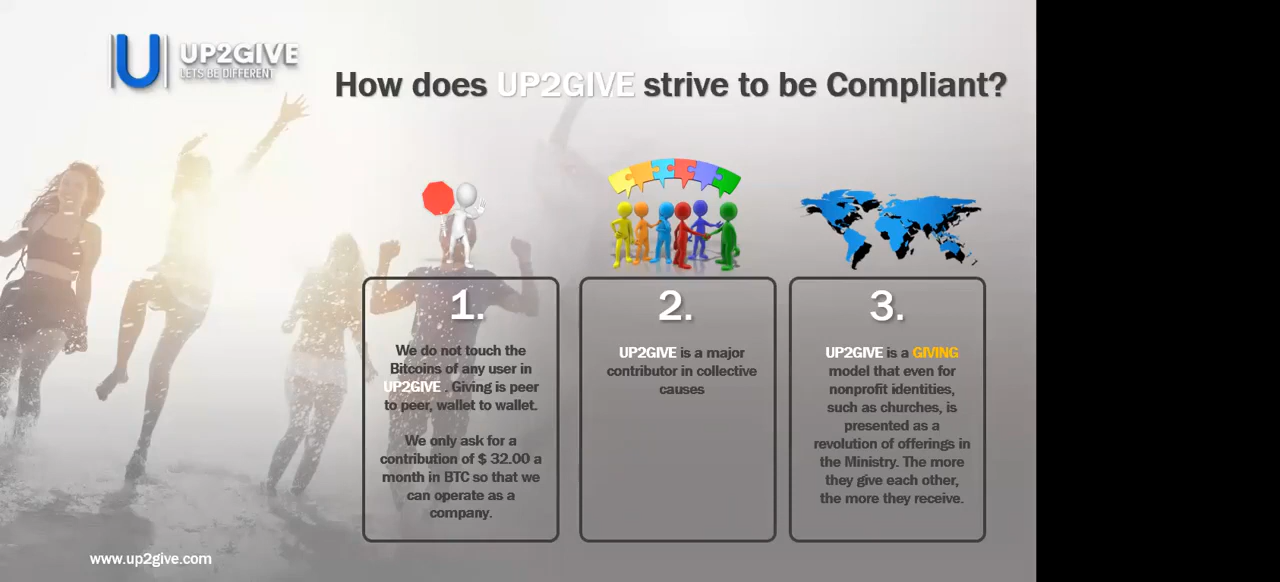 UP2GIVE
LETS BE DIFFERENT
How does UP2GIVE strive to be Compliant?
1.
We do not touch the
Bitcoins of any user in
UP2GIVE . Giving is peer
to peer, wallet to wallet.
We only ask for a
contribution of $ 32.00 a
month in BTC so that we
can operate as a
company.
2.
UP2GIVE is a major
contributor in collective
causes
3.
UP2GIVE is a GIVING
model that even for
nonprofit identities,
such as churches, is
presented as a
revolution of offerings in
the Ministry. The more
they give each other,
the more they receive.
www.up2give.com